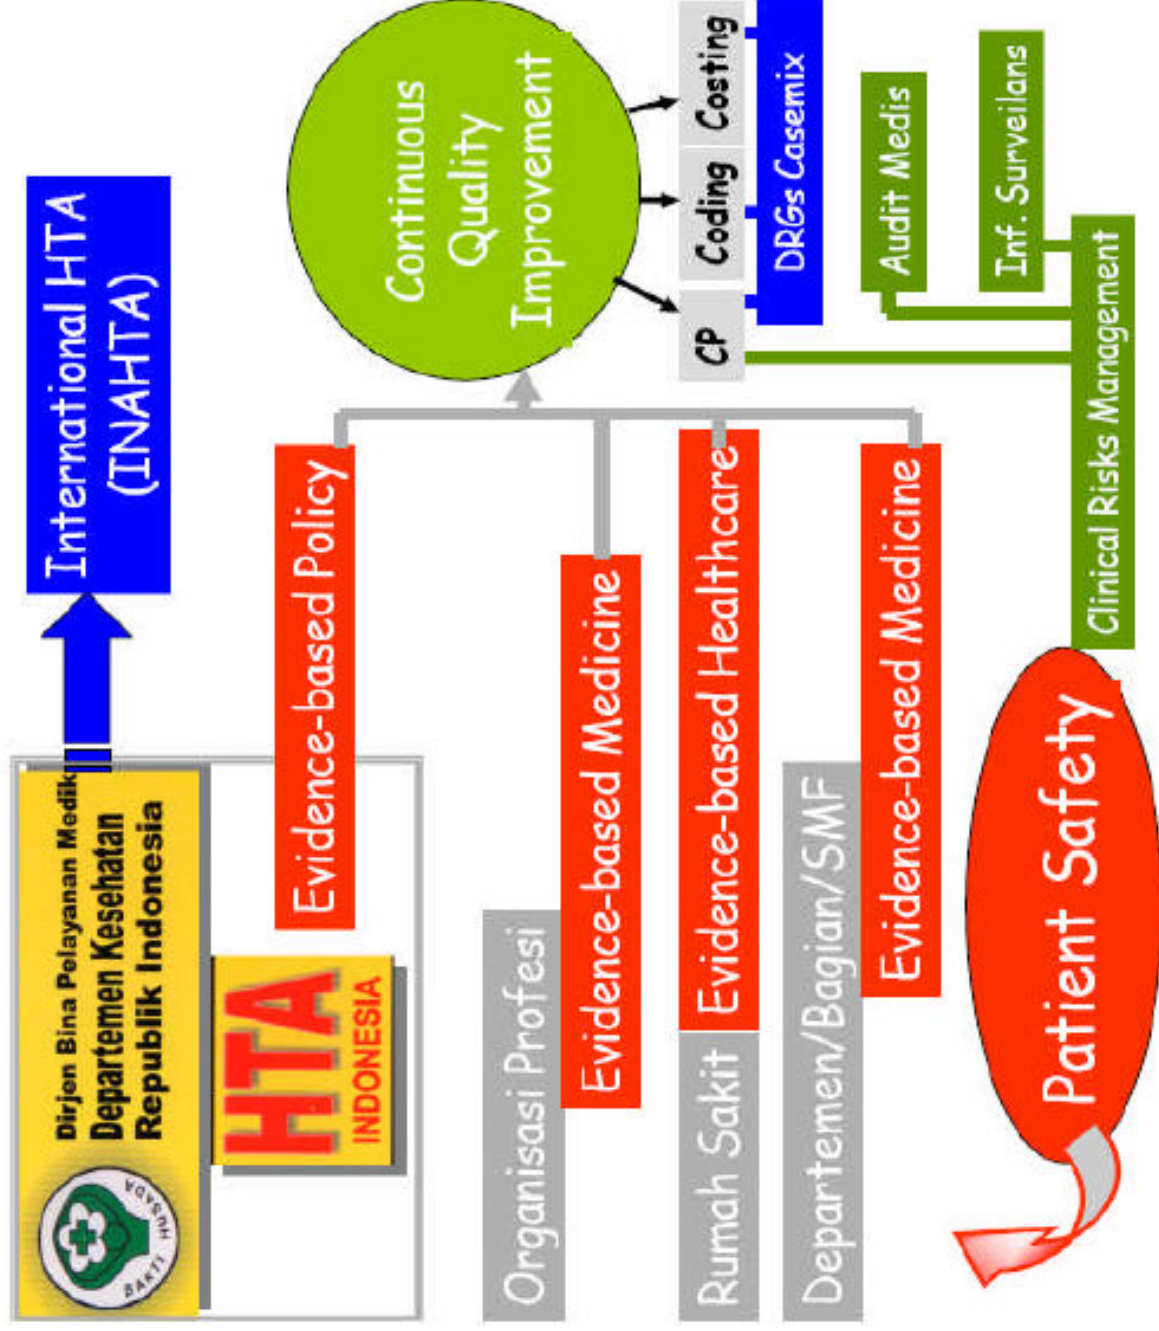 Dirjen Bina Pelayanan Medik
Departemen Kesehatan
Republik Indonesia
BAKTI HUSADA
HTA
INDONESIA
International HTA
(INAHTA)
Evidence-based Policy
Organisasi Profesi
Evidence-based Medicine
Rumah Sakit
Evidence-based Healthcare
Departemen/Bagian/SMF
Evidence-based Medicine
Continuous
Quality
Improvement
CP
Coding
Costing
DRGs Casemix
Audit Medis
Inf. Surveilans
Clinical Risks Management
Patient Safety